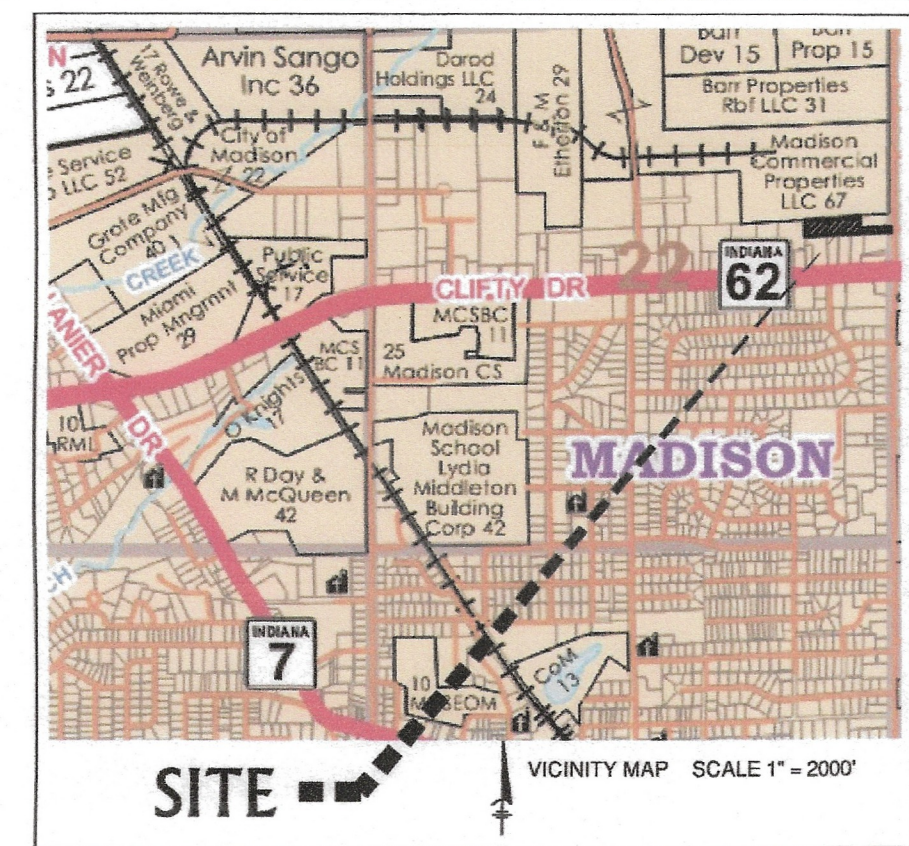 N
s 22
17 Rowe &
Weinberg
Arvin Sango
Inc 36
Darod
Holdings LLC
24
F & M
Etherton 29
Dev 15
Prop 15
Barr Properties
Rbf LLC 31
City of
Madison
22
Madison
Commercial
Properties
LLC 67
e Service
LLC 52
Grote Mfg
Company
40
CREEK
Public
Service
17
Miami
Prop Mngmnt
29
CLIFTY DR
22
INDIANA
62
ANIER
DR
MCSBC
11
MCS
BC 11
25
Madison CS
O Knights
17
10
RMI
R Day &
M McQueen
42
Madison
School
Lydia
Middleton
Building
Corp 42
MADISON
CH
INDIANA
7
10
CoM
13
SITE
VICINITY MAP SCALE 1" = 2000'